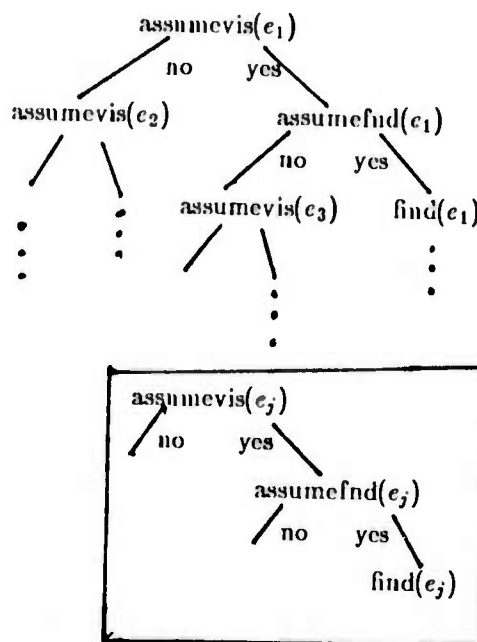 assumevis(e1)
no yes
assumevis(e2) assumefnd(e1)
no yes
assumevis(e3) find(e1)
assumevis(ej)
no yes
assumefnd(ej)
no yes
find(ej)